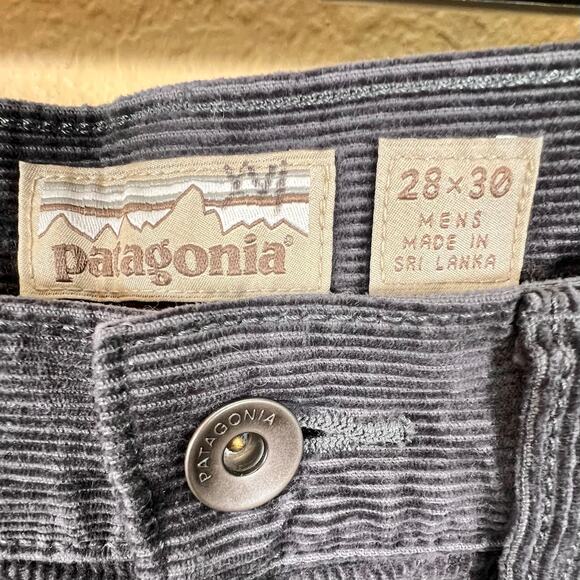 patagonia®
28×30
MENS
MADE IN
SRI LANKA
PATAGONIA